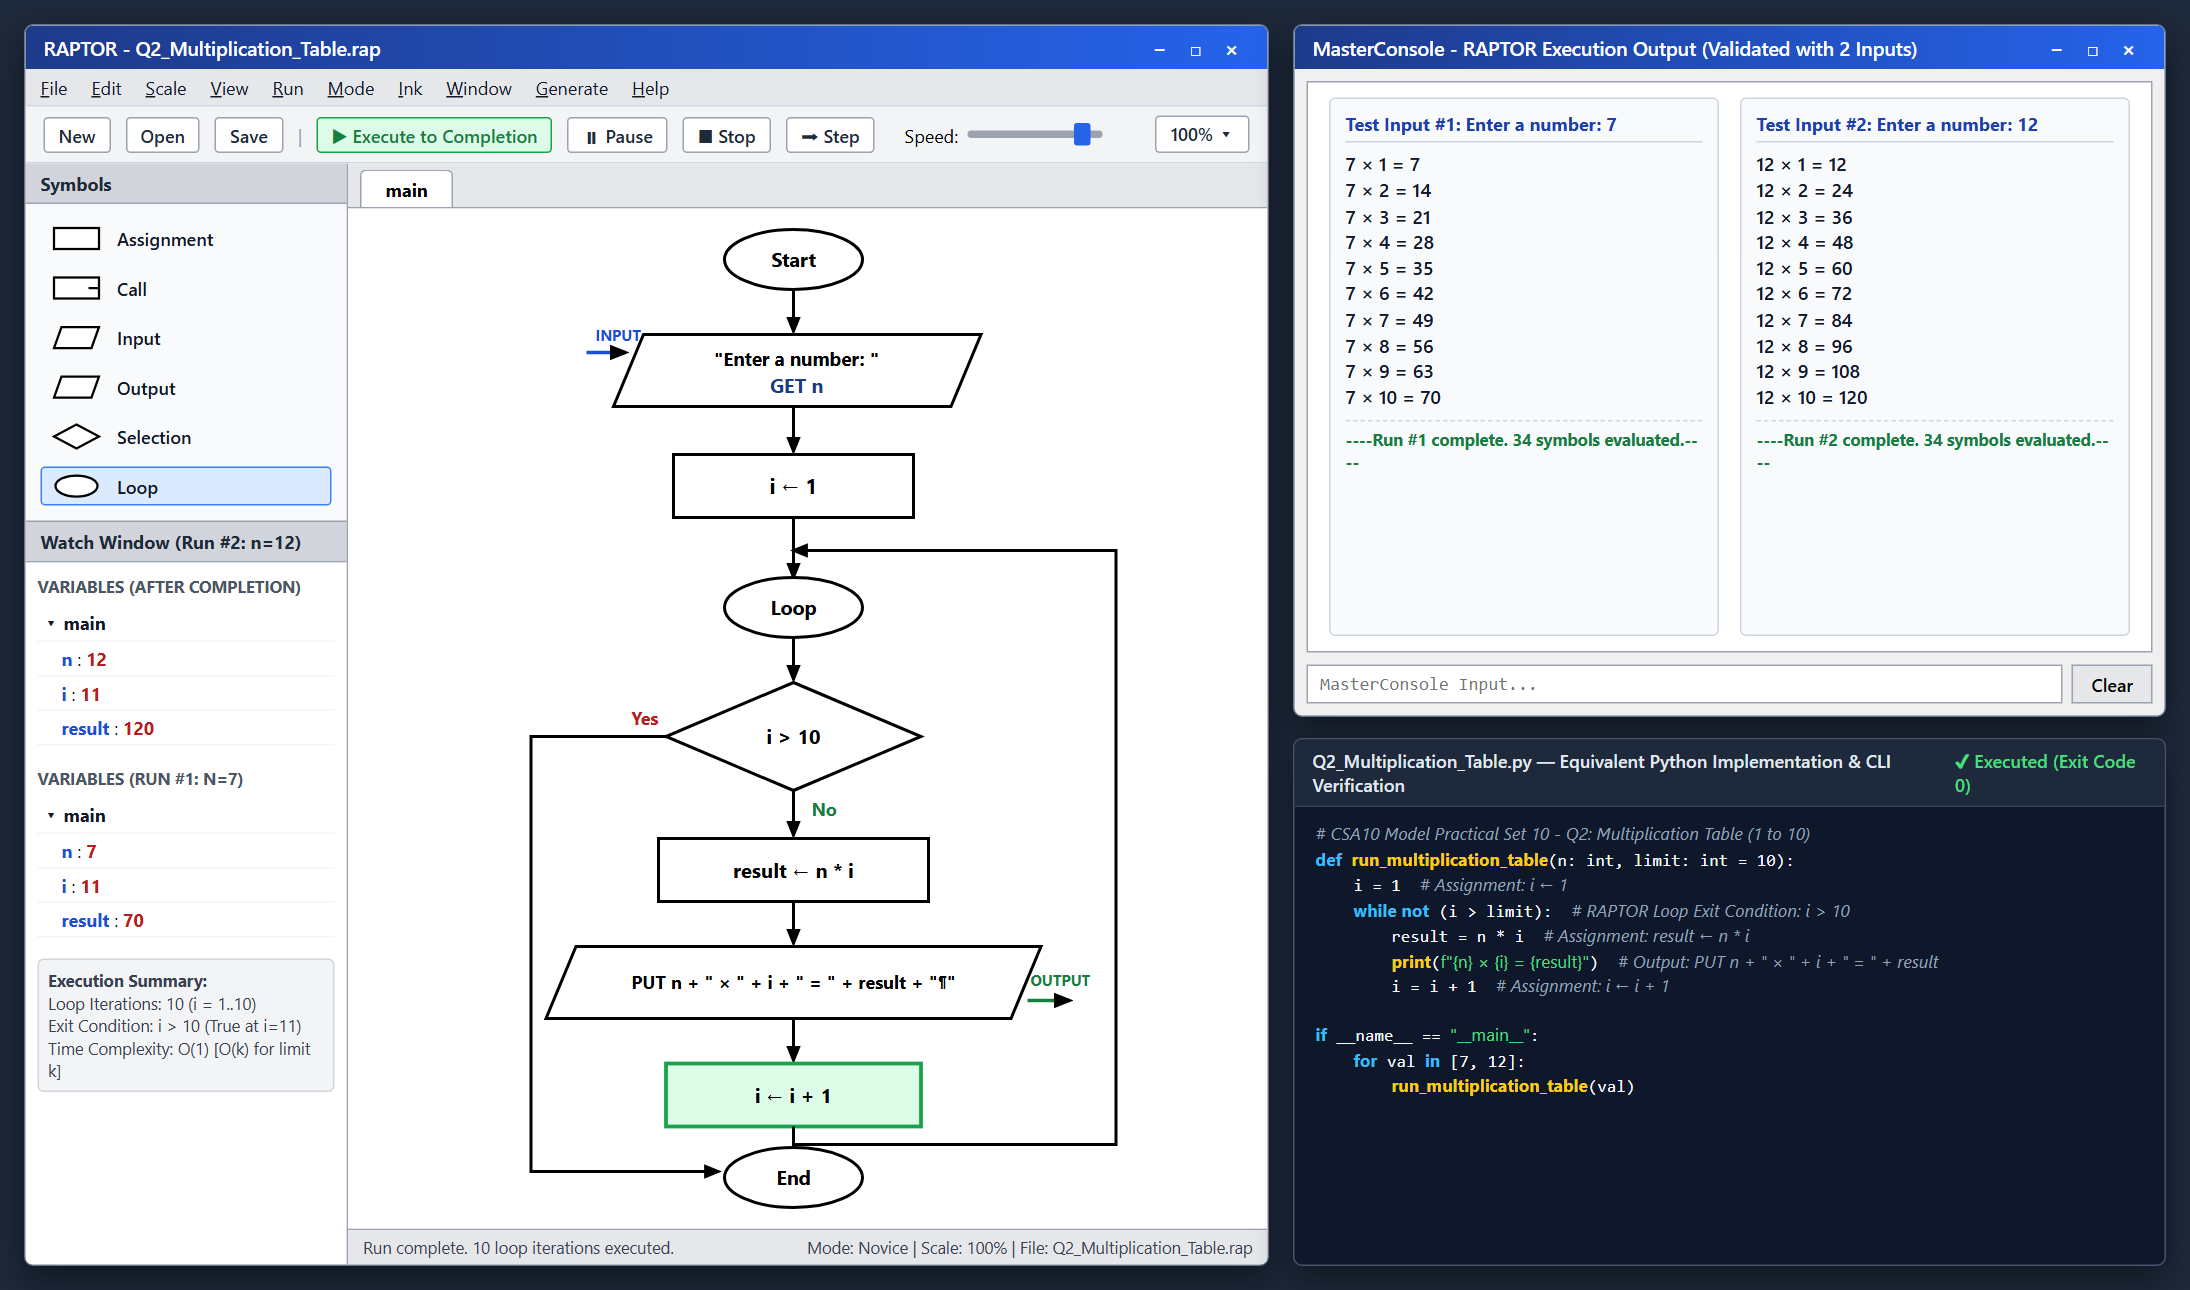 RAPTOR - Q2_Multiplication_Table.rap
File Edit Scale View Run Mode Ink Window Generate Help
New Open Save | ▶ Execute to Completion ⏸ Pause ■ Stop ➡ Step Speed: 100% ▼
Symbols
Assignment
Call
Input
Output
Selection
Loop
Watch Window (Run #2: n=12)
VARIABLES (AFTER COMPLETION)
▾ main
n : 12
i : 11
result : 120
VARIABLES (RUN #1: N=7)
▾ main
n : 7
i : 11
result : 70
Execution Summary:
Loop Iterations: 10 (i = 1..10)
Exit Condition: i > 10 (True at i=11)
Time Complexity: O(1) [O(k) for limit
k]
main
Start
INPUT
"Enter a number: "
GET n
i ← 1
Loop
Yes
i > 10
No
result ← n * i
PUT n + " × " + i + " = " + result + "¶"
OUTPUT
i ← i + 1
End
Run complete. 10 loop iterations executed.
Mode: Novice | Scale: 100% | File: Q2_Multiplication_Table.rap
MasterConsole - RAPTOR Execution Output (Validated with 2 Inputs)
Test Input #1: Enter a number: 7
7 × 1 = 7
7 × 2 = 14
7 × 3 = 21
7 × 4 = 28
7 × 5 = 35
7 × 6 = 42
7 × 7 = 49
7 × 8 = 56
7 × 9 = 63
7 × 10 = 70
----Run #1 complete. 34 symbols evaluated.--
--
Test Input #2: Enter a number: 12
12 × 1 = 12
12 × 2 = 24
12 × 3 = 36
12 × 4 = 48
12 × 5 = 60
12 × 6 = 72
12 × 7 = 84
12 × 8 = 96
12 × 9 = 108
12 × 10 = 120
----Run #2 complete. 34 symbols evaluated.--
--
MasterConsole Input...
Clear
Q2_Multiplication_Table.py — Equivalent Python Implementation & CLI
Verification
✔ Executed (Exit Code
0)
# CSA10 Model Practical Set 10 - Q2: Multiplication Table (1 to 10)
def run_multiplication_table(n: int, limit: int = 10):
    i = 1  # Assignment: i ← 1
    while not (i > limit):  # RAPTOR Loop Exit Condition: i > 10
        result = n * i  # Assignment: result ← n * i
        print(f"{n} × {i} = {result}")  # Output: PUT n + " × " + i + " = " + result
        i = i + 1  # Assignment: i ← i + 1
if __name__ == "__main__":
    for val in [7, 12]:
        run_multiplication_table(val)